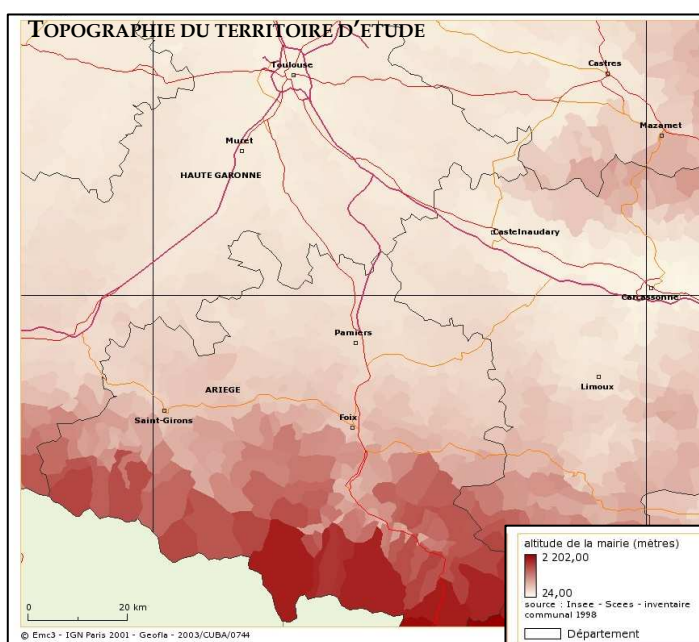 TOPOGRAPHIE DU TERRITOIRE D'ETUDE
Toulouse
Castres
Mazamet
Muret
HAUTE GARONNE
Castelnaudary
Carcassonne
Pamiers
Limoux
ARIEGE
Saint-Girons
Foix
altitude de la mairie (mètres)
2 202,00
24,00
source : Insee - Scees - inventaire
communal 1998
Département
0 20 km
© Emc3 - IGN Paris 2001 - Geofla - 2003/CUBA/0744